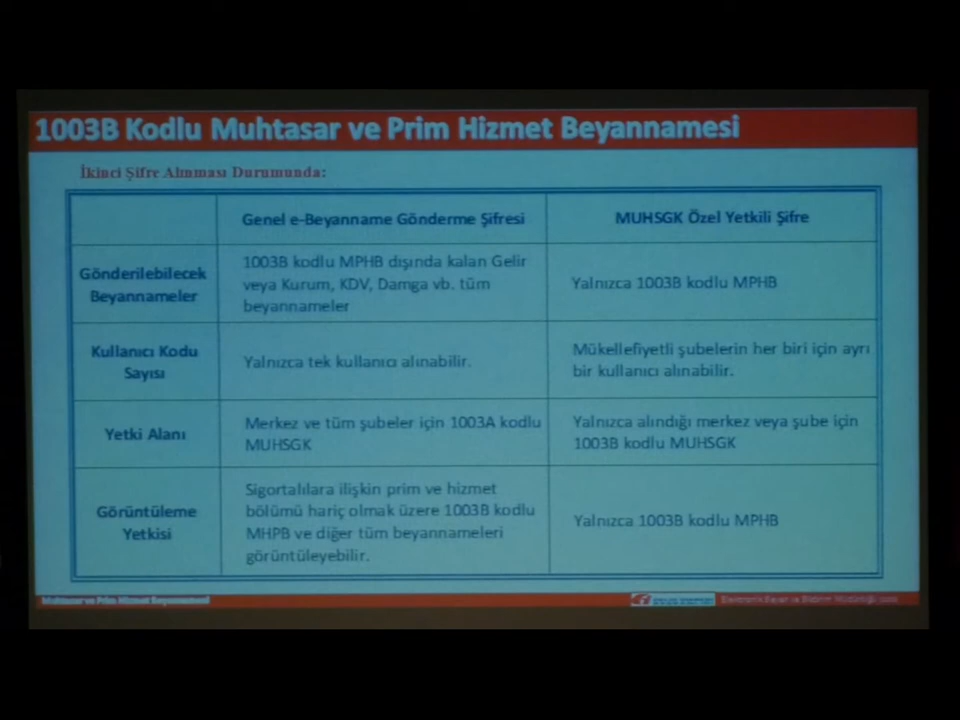 1003B Kodlu Muhtasar ve Prim Hizmet Beyannamesi
İkinci Şifre Alınması Durumunda:
Genel e-Beyanname Gönderme Şifresi
MUHSGK Özel Yetkili Şifre
Gönderilebilecek
Beyannameler
1003B kodlu MPHB dışında kalan Gelir
veya Kurum, KDV, Damga vb. tüm
beyannameler
Yalnızca 1003B kodlu MPHB
Kullanıcı Kodu
Sayısı
Yalnızca tek kullanıcı alınabilir.
Mükellefiyetli şubelerin her biri için ayrı
bir kullanıcı alınabilir.
Yetki Alanı
Merkez ve tüm şubeler için 1003A kodlu
MUHSGK
Yalnızca alındığı merkez veya şube için
1003B kodlu MUHSGK
Görüntüleme
Yetkisi
Sigortalılara ilişkin prim ve hizmet
bölümü hariç olmak üzere 1003B kodlu
MHPB ve diğer tüm beyannameleri
görüntüleyebilir.
Yalnızca 1003B kodlu MPHB
Muhtasar ve Prim Hizmet Beyannamesi